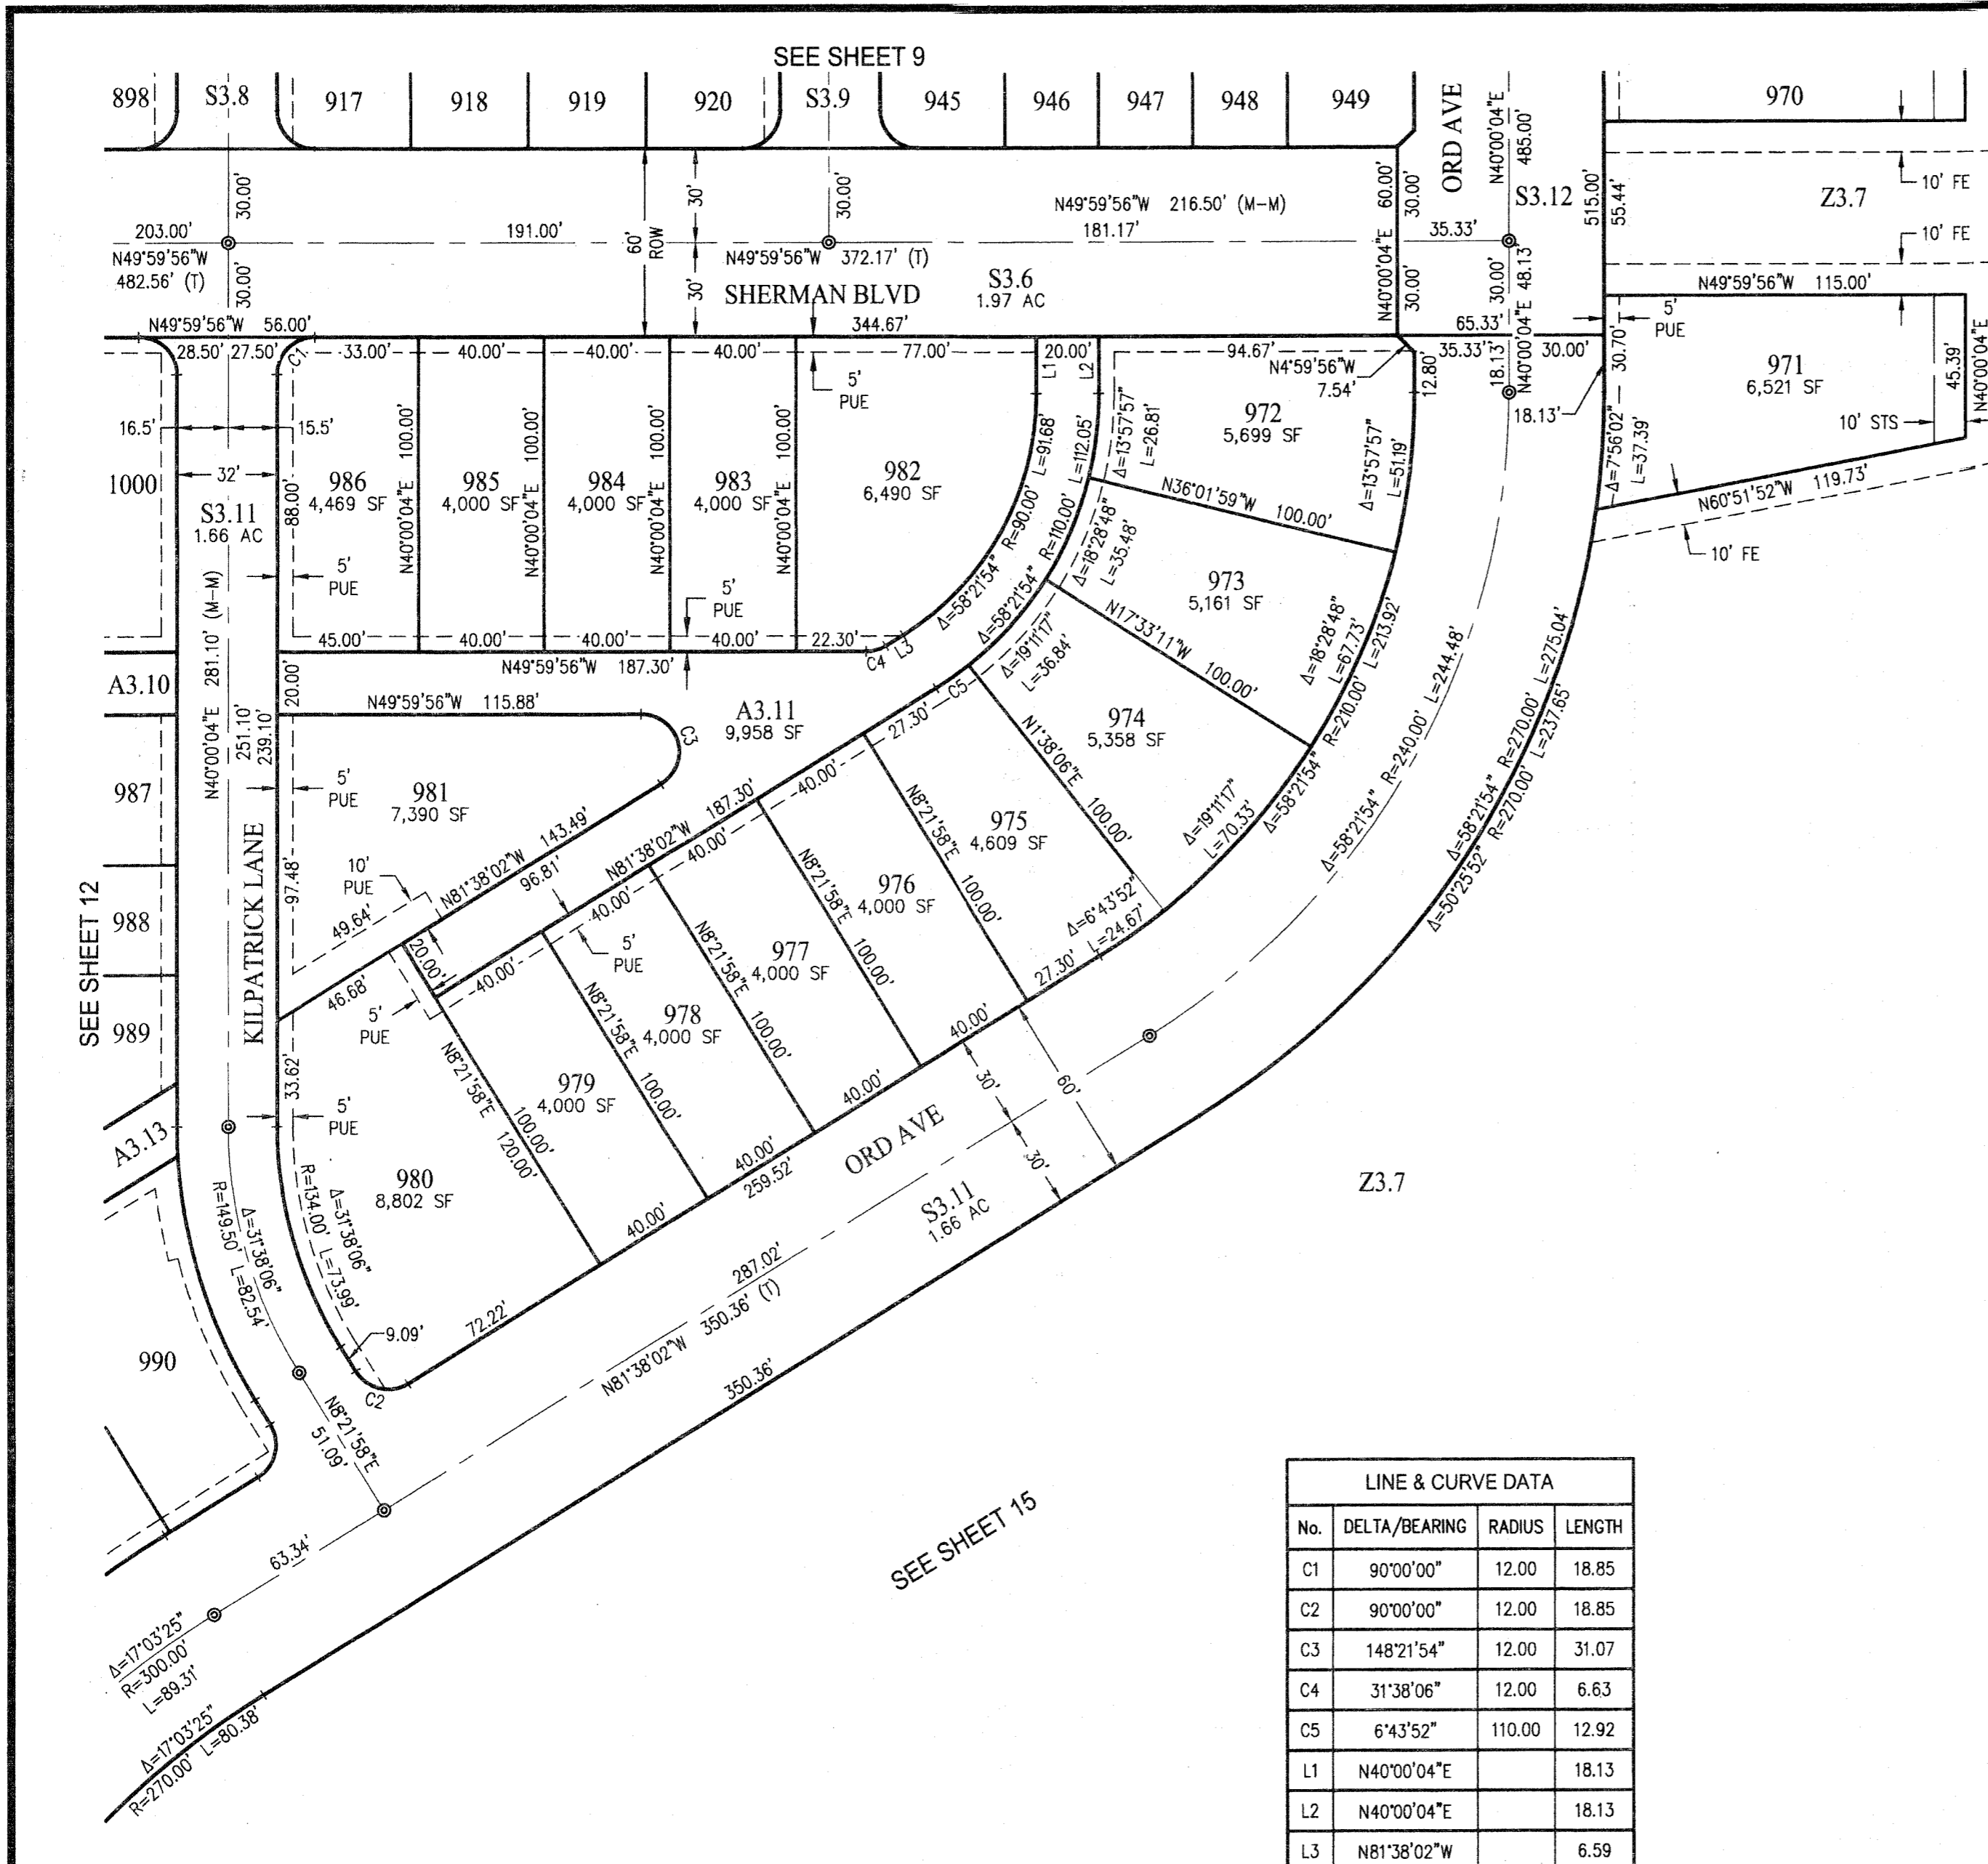 SEE SHEET 9
898
S3.8
917
918
919
920
S3.9
945
946
947
948
949
ORD AVE
N40°00'04"E
485.00'
970
30.00'
30'
30.00'
N49°59'56"W 216.50' (M-M)
60.00'
30.00'
S3.12
515.00'
55.44'
10' FE
Z3.7
203.00'
191.00'
181.17'
35.33'
10' FE
N49°59'56"W
482.56' (T)
60'
ROW
N49°59'56"W 372.17' (T)
S3.6
1.97 AC
N40°00'04"E
30.00'
30.00'
48.13'
N49°59'56"W 115.00'
30.00'
30'
SHERMAN BLVD
N49°59'56"W 56.00'
344.67'
65.33'
5'
PUE
28.50'
27.50'
C1
33.00'
40.00'
40.00'
40.00'
77.00'
20.00'
94.67'
35.33'
30.00'
L1
L2
N4°59'56"W
7.54'
12.80'
18.13'
N40°00'04"E
18.13'
30.70'
971
6,521 SF
45.39'
N40°00'04"E
5'
PUE
10' STS
16.5'
15.5'
32'
1000
S3.11
1.66 AC
88.00'
986
4,469 SF
N40°00'04"E 100.00'
985
4,000 SF
N40°00'04"E 100.00'
984
4,000 SF
N40°00'04"E 100.00'
983
4,000 SF
N40°00'04"E 100.00'
982
6,490 SF
Δ=58°21'54" R=90.00' L=91.68'
Δ=58°21'54" R=110.00' L=112.05'
Δ=13°57'57"
L=26.81'
972
5,699 SF
Δ=13°57'57"
L=51.19'
Δ=7°56'02"
L=37.39'
N60°51'52"W 119.73'
10' FE
N36°01'59"W 100.00'
Δ=18°28'48"
L=35.48'
973
5,161 SF
Δ=18°28'48"
L=67.73'
5'
PUE
5'
PUE
45.00'
40.00'
40.00'
40.00'
22.30'
C4
L3
N49°59'56"W 187.30'
N17°33'11"W 100.00'
Δ=19°11'17"
L=36.84'
A3.10
N40°00'04"E 281.10' (M-M)
251.10'
239.10'
20.00'
N49°59'56"W 115.88'
C3
A3.11
9,958 SF
C5
27.30'
974
5,358 SF
N1°38'06"E 100.00'
Δ=19°11'17"
L=70.33'
Δ=58°21'54" R=210.00' L=213.92'
Δ=58°21'54" R=240.00' L=244.48'
Δ=58°21'54" R=270.00' L=275.04'
Δ=50°25'52" R=270.00' L=237.65'
987
5'
PUE
981
7,390 SF
KILPATRICK LANE
97.48'
10'
PUE
N81°38'02"W 143.49'
96.81'
N81°38'02"W 187.30'
40.00'
40.00'
40.00'
40.00'
N8°21'58"E 100.00'
975
4,609 SF
Δ=6°43'52"
L=24.67'
27.30'
SEE SHEET 12
988
49.64'
20.00'
5'
PUE
N8°21'58"E 100.00'
976
4,000 SF
40.00'
989
46.68'
5'
PUE
N8°21'58"E 100.00'
977
4,000 SF
40.00'
33.62'
N8°21'58"E 100.00'
978
4,000 SF
40.00'
N8°21'58"E 100.00'
120.00'
979
4,000 SF
40.00'
259.52'
5'
PUE
A3.13
980
8,802 SF
ORD AVE
30'
60'
30'
S3.11
1.66 AC
Z3.7
Δ=31°38'06"
R=134.00' L=73.99'
Δ=31°38'06"
R=149.50' L=82.54'
9.09'
72.22'
C2
287.02'
N81°38'02"W 350.36' (T)
350.36'
990
N8°21'58"E
51.09'
63.34'
SEE SHEET 15
Δ=17°03'25"
R=300.00'
L=89.31'
Δ=17°03'25"
R=270.00' L=80.38'
LINE & CURVE DATA
No. DELTA/BEARING RADIUS LENGTH
C1 90°00'00" 12.00 18.85
C2 90°00'00" 12.00 18.85
C3 148°21'54" 12.00 31.07
C4 31°38'06" 12.00 6.63
C5 6°43'52" 110.00 12.92
L1 N40°00'04"E 18.13
L2 N40°00'04"E 18.13
L3 N81°38'02"W 6.59